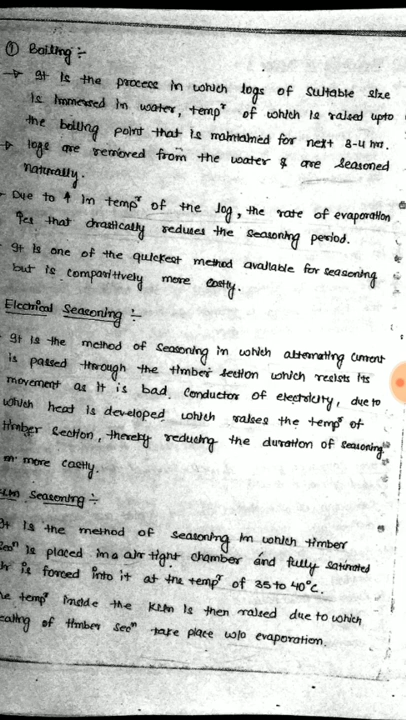 ① Boiling :-
→ It is the process in which logs of suitable size
is immersed in water, tempʳ of which is raised upto
the boiling point that is maintained for next 3-4 hrs.
→ logs are removed from the water & are seasoned
naturally.
- Due to ↑ in tempʳ of the log, the rate of evaporation
↑es that drastically reduces the seasoning period.
It is one of the quickest method available for seasoning
but is comparitively more costly.
Electrical Seasoning :-
It is the method of seasoning in which alternating current
is passed through the timber section which resists its
movement as it is bad conductor of electricity, due to
which heat is developed which raises the tempʳ of
timber section, thereby reducing the duration of seasoning
more costly.
Seasoning :-
It is the method of seasoning in which timber
secⁿ is placed in a air tight chamber and fully saturated
air is forced into it at the tempʳ of 35 to 40°C.
The tempʳ inside the kiln is then raised due to which
heating of timber secⁿ take place w/o evaporation.